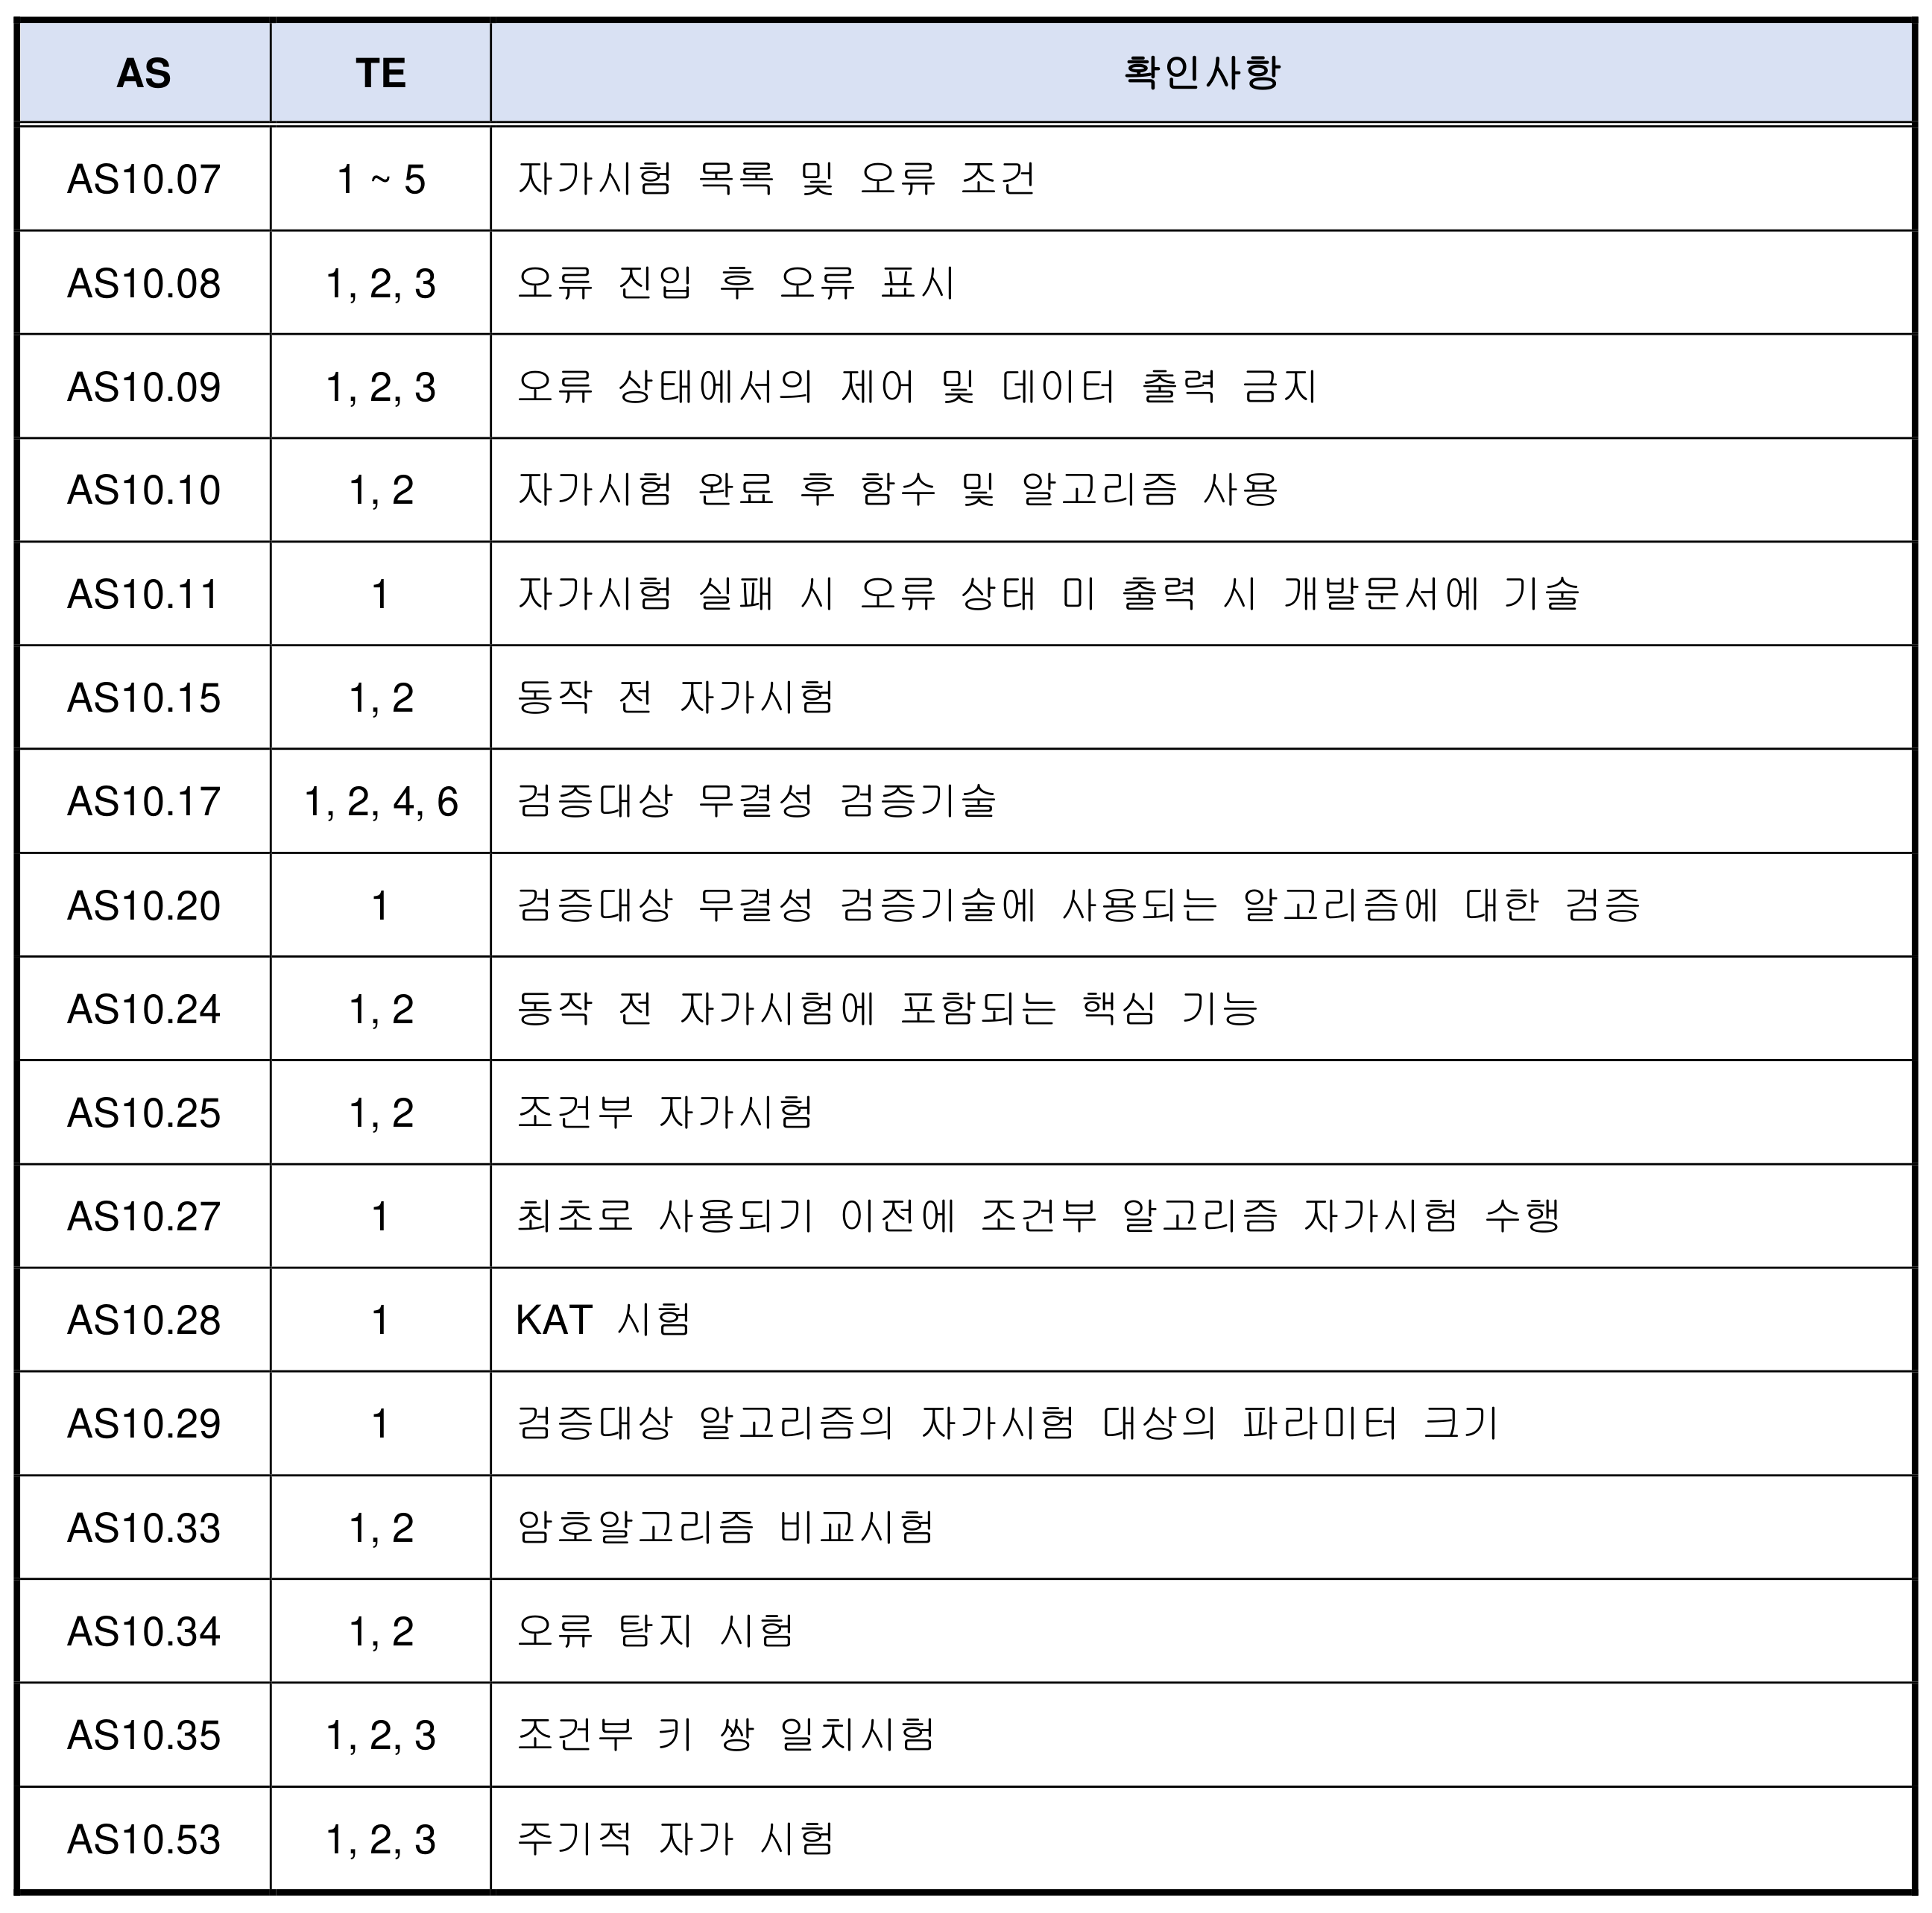 AS TE 확인사항
AS10.07 1 ~ 5 자가시험 목록 및 오류 조건
AS10.08 1, 2, 3 오류 진입 후 오류 표시
AS10.09 1, 2, 3 오류 상태에서의 제어 및 데이터 출력 금지
AS10.10 1, 2 자가시험 완료 후 함수 및 알고리즘 사용
AS10.11 1 자가시험 실패 시 오류 상태 미 출력 시 개발문서에 기술
AS10.15 1, 2 동작 전 자가시험
AS10.17 1, 2, 4, 6 검증대상 무결성 검증기술
AS10.20 1 검증대상 무결성 검증기술에 사용되는 알고리즘에 대한 검증
AS10.24 1, 2 동작 전 자가시험에 포함되는 핵심 기능
AS10.25 1, 2 조건부 자가시험
AS10.27 1 최초로 사용되기 이전에 조건부 알고리즘 자가시험 수행
AS10.28 1 KAT 시험
AS10.29 1 검증대상 알고리즘의 자가시험 대상의 파라미터 크기
AS10.33 1, 2 암호알고리즘 비교시험
AS10.34 1, 2 오류 탐지 시험
AS10.35 1, 2, 3 조건부 키 쌍 일치시험
AS10.53 1, 2, 3 주기적 자가 시험